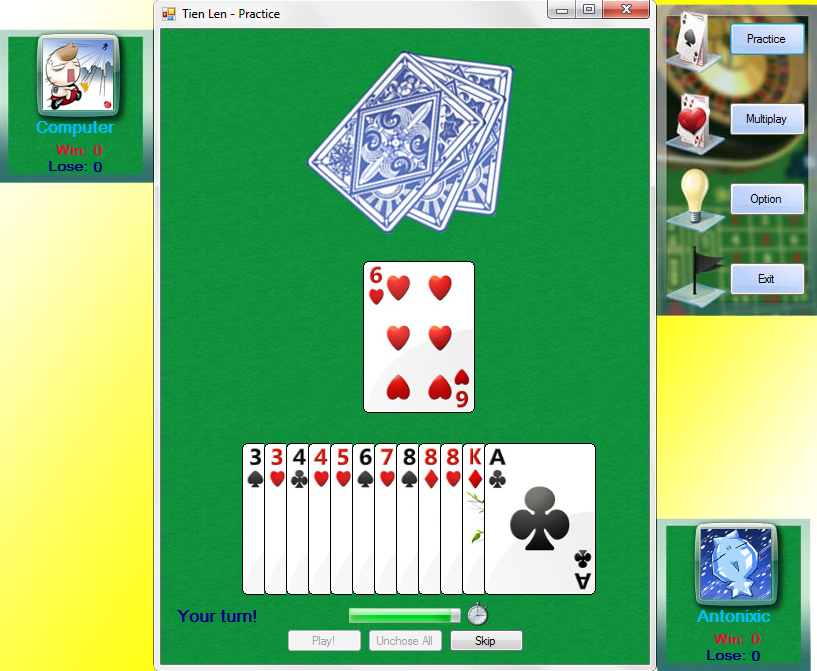 Tien Len - Practice
Computer
Win: 0
Lose: 0
Practice
Multiplay
Option
Exit
6
9
3 3 4 4 5 6 7 8 8 8 K A
A
Your turn!
Play! Unchose All Skip
Antonixic
Win: 0
Lose: 0